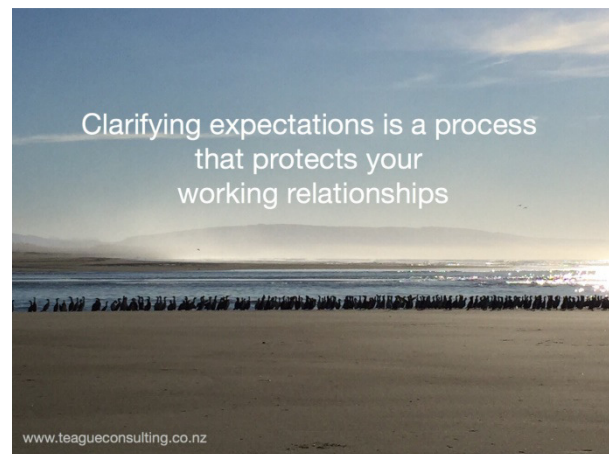 Clarifying expectations is a process
that protects your
working relationships
www.teagueconsulting.co.nz